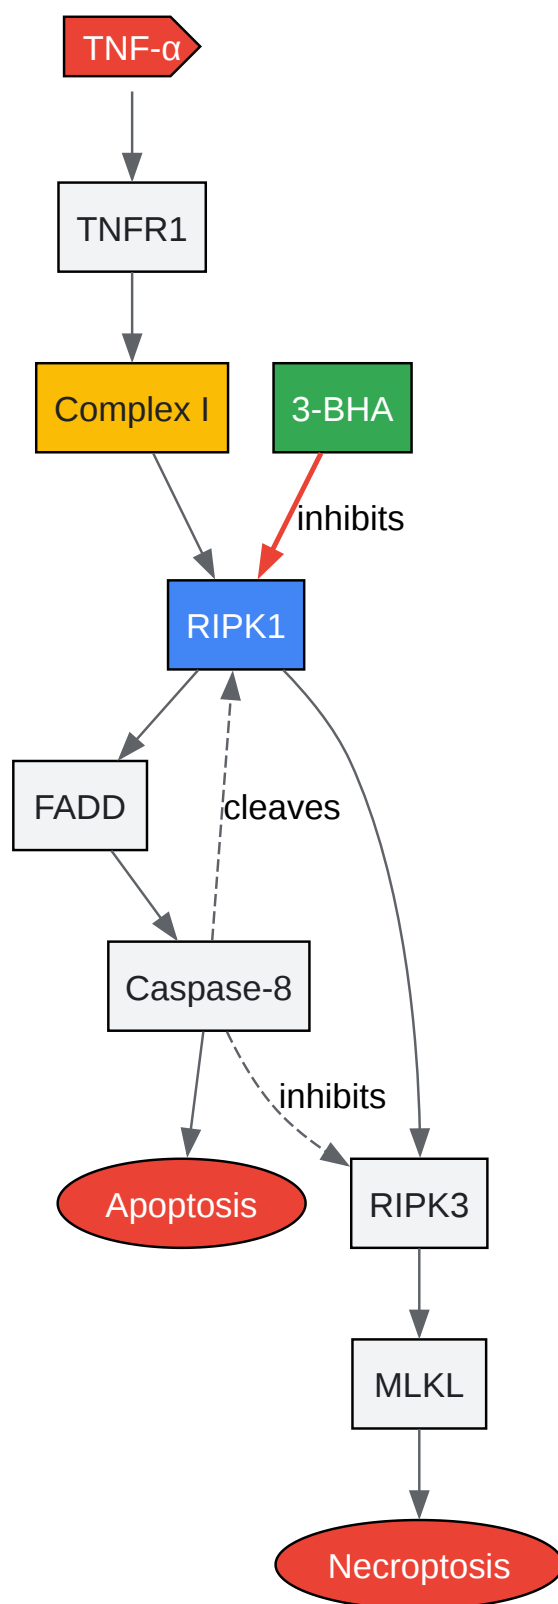 TNF-α
TNFR1
Complex I
3-BHA
inhibits
RIPK1
FADD
cleaves
Caspase-8
inhibits
Apoptosis
RIPK3
MLKL
Necroptosis